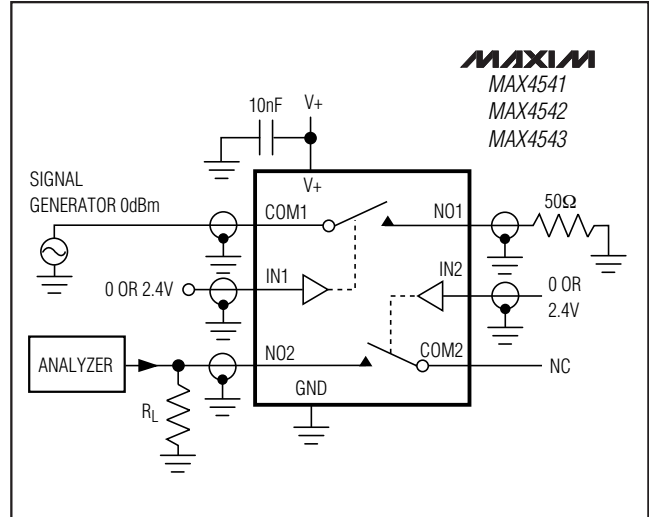 MAXIM
MAX4541
MAX4542
MAX4543
10nF
V+
V+
SIGNAL
GENERATOR 0dBm
COM1
NO1
50Ω
IN1
IN2
0 OR 2.4V
0 OR
2.4V
NO2
COM2
ANALYZER
NC
GND
RL